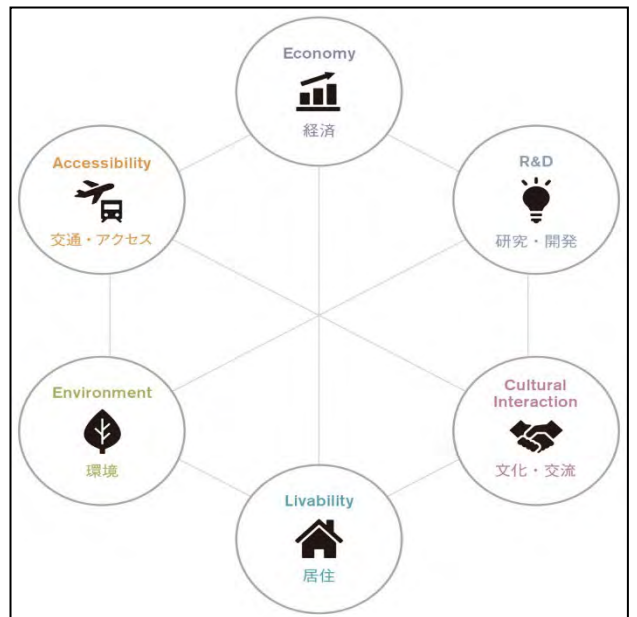 Economy
経済
Accessibility
交通・アクセス
R&D
研究・開発
Environment
環境
Cultural
Interaction
文化・交流
Livability
居住